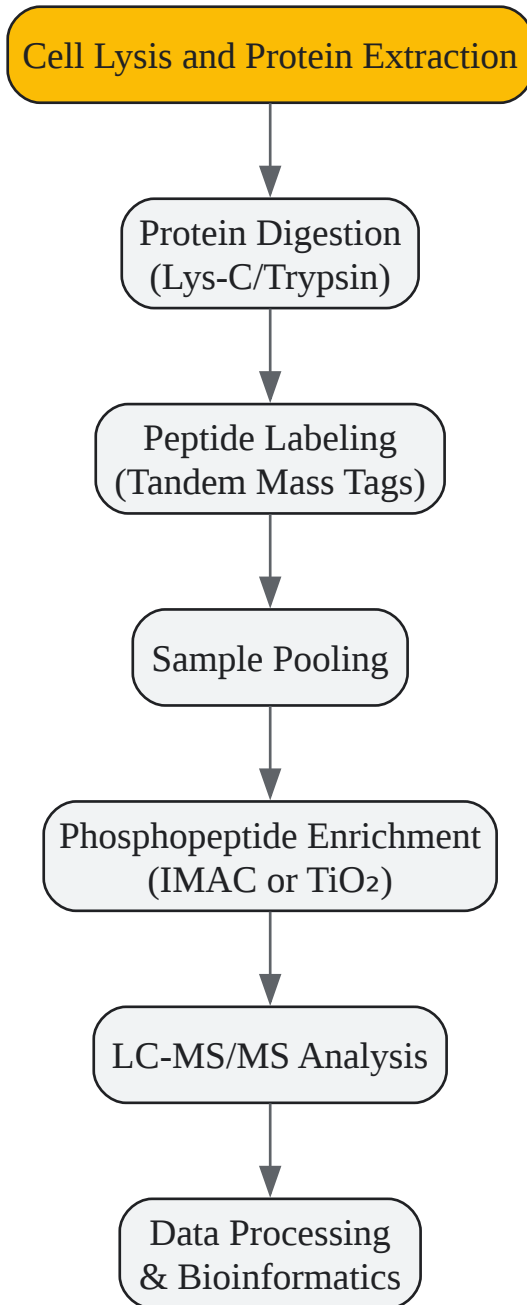 Cell Lysis and Protein Extraction
Protein Digestion
(Lys-C/Trypsin)
Peptide Labeling
(Tandem Mass Tags)
Sample Pooling
Phosphopeptide Enrichment
(IMAC or TiO₂)
LC-MS/MS Analysis
Data Processing
& Bioinformatics